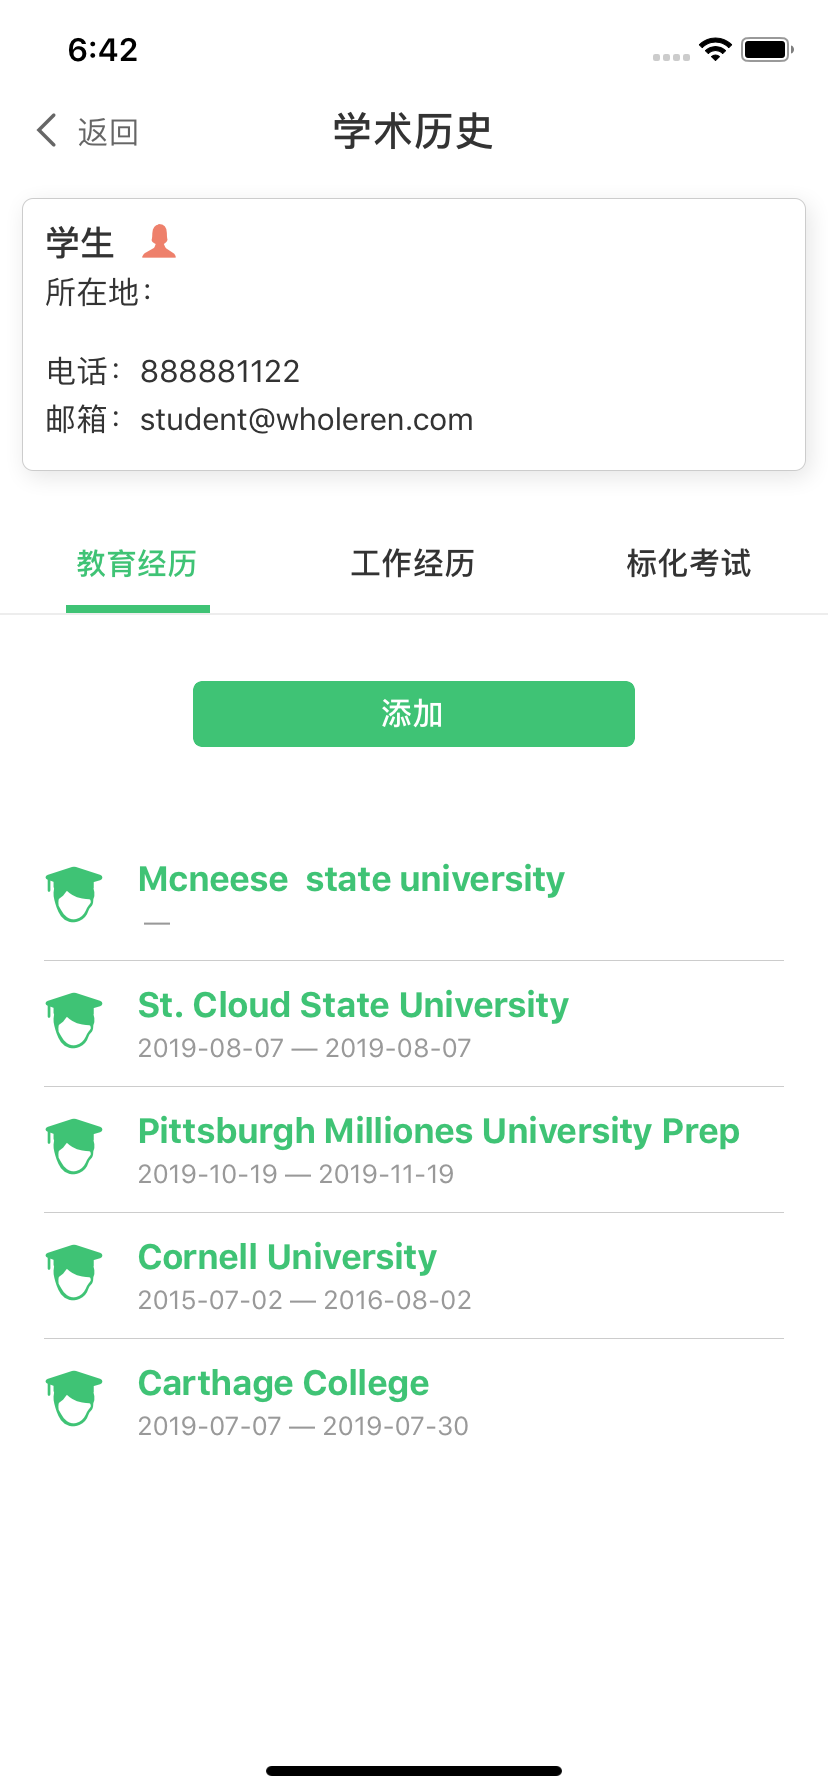 6:42
返回
学术历史
学生
所在地：
电话：888881122
邮箱：student@wholeren.com
教育经历 工作经历 标化考试
添加
Mcneese  state university
—
St. Cloud State University
2019-08-07 — 2019-08-07
Pittsburgh Milliones University Prep
2019-10-19 — 2019-11-19
Cornell University
2015-07-02 — 2016-08-02
Carthage College
2019-07-07 — 2019-07-30